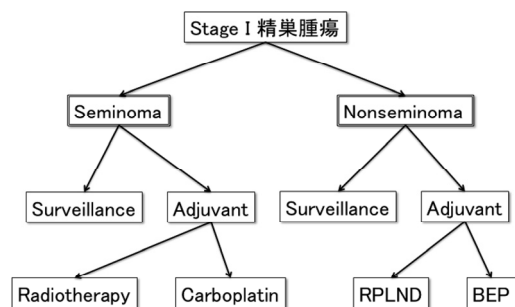 Stage I 精巣腫瘍
Seminoma
Nonseminoma
Surveillance
Adjuvant
Surveillance
Adjuvant
Radiotherapy
Carboplatin
RPLND
BEP